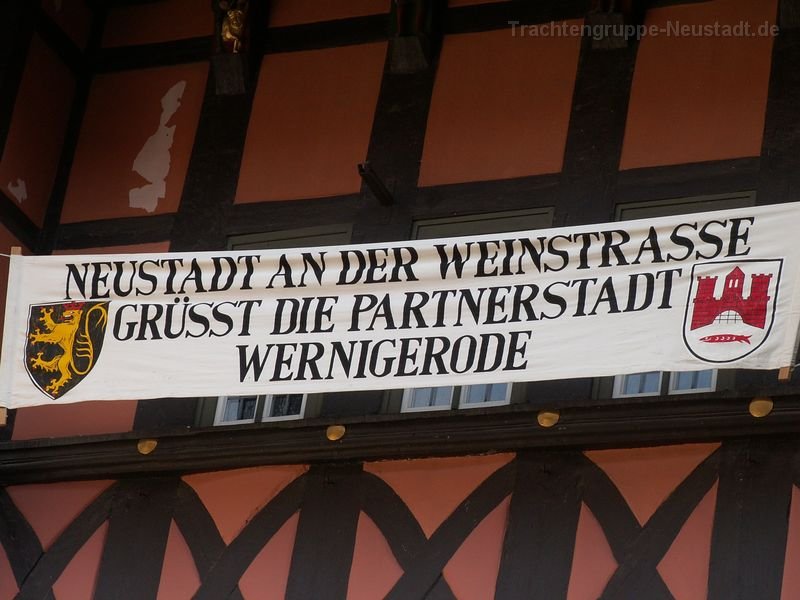 Trachtengruppe-Neustadt.de
NEUSTADT AN DER WEINSTRASSE
GRÜSST DIE PARTNERSTADT
WERNIGERODE